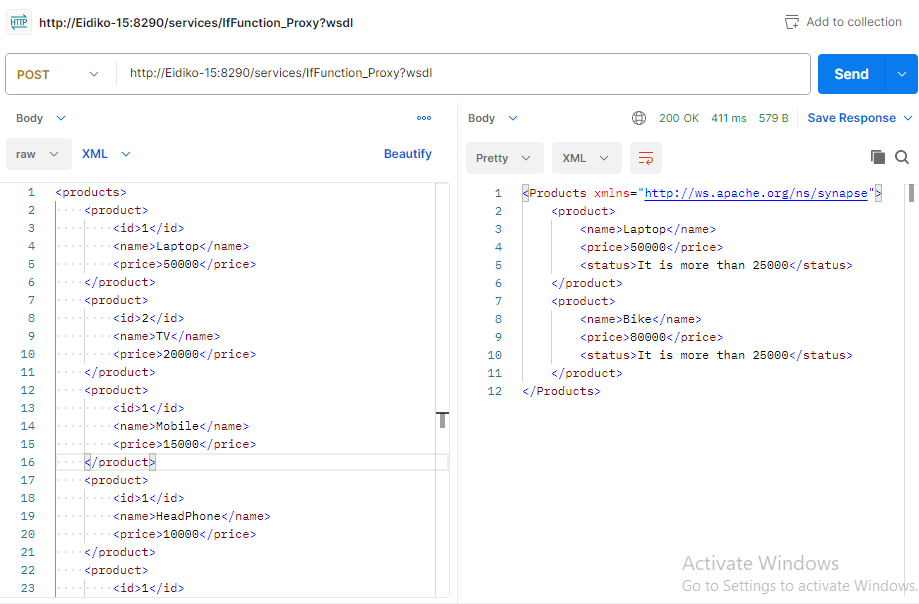 HTTP http://Eidiko-15:8290/services/IfFunction_Proxy?wsdl Add to collection
POST http://Eidiko-15:8290/services/IfFunction_Proxy?wsdl Send
Body
raw XML Beautify
1 <products>
2 <product>
3 <id>1</id>
4 <name>Laptop</name>
5 <price>50000</price>
6 </product>
7 <product>
8 <id>2</id>
9 <name>TV</name>
10 <price>20000</price>
11 </product>
12 <product>
13 <id>1</id>
14 <name>Mobile</name>
15 <price>15000</price>
16 </product>
17 <product>
18 <id>1</id>
19 <name>HeadPhone</name>
20 <price>10000</price>
21 </product>
22 <product>
23 <id>1</id>
Body 200 OK 411 ms 579 B Save Response
Pretty XML
1 <Products xmlns="http://ws.apache.org/ns/synapse">
2 <product>
3 <name>Laptop</name>
4 <price>50000</price>
5 <status>It is more than 25000</status>
6 </product>
7 <product>
8 <name>Bike</name>
9 <price>80000</price>
10 <status>It is more than 25000</status>
11 </product>
12 </Products>
Activate Windows
Go to Settings to activate Windows.